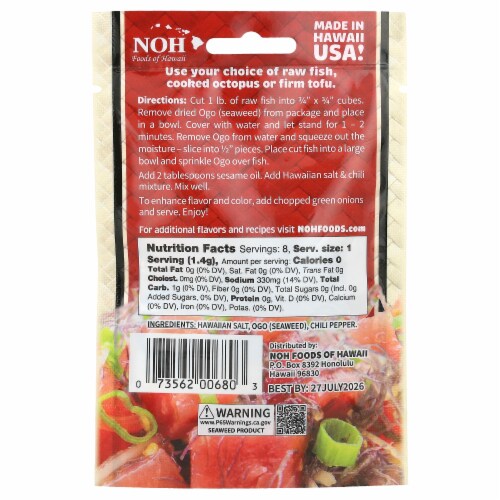 NOH
Foods of Hawaii
MADE IN
HAWAII
USA!
Use your choice of raw fish,
cooked octopus or firm tofu.
Directions: Cut 1 lb. of raw fish into ¾" x ¾" cubes.
Remove dried Ogo (seaweed) from package and place
in a bowl. Cover with water and let stand for 1 - 2
minutes. Remove Ogo from water and squeeze out the
moisture – slice into ½" pieces. Place cut fish into a large
bowl and sprinkle Ogo over fish.
Add 2 tablespoons sesame oil. Add Hawaiian salt & chili
mixture. Mix well.
To enhance flavor and color, add chopped green onions
and serve. Enjoy!
For additional flavors and recipes visit NOHFOODS.com
Nutrition Facts Servings: 8, Serv. size: 1
Serving (1.4g), Amount per serving: Calories 0
Total Fat 0g (0% DV), Sat. Fat 0g (0% DV), Trans Fat 0g
Cholest. 0mg (0% DV), Sodium 330mg (14% DV), Total
Carb. 1g (0% DV), Fiber 0g (0% DV), Total Sugars 0g (Incl. 0g
Added Sugars, 0% DV), Protein 0g, Vit. D (0% DV), Calcium
(0% DV), Iron (0% DV), Potas. (0% DV).
INGREDIENTS: HAWAIIAN SALT, OGO (SEAWEED), CHILI PEPPER.
0 73562 00680 3
Distributed by:
NOH FOODS OF HAWAII
P.O. Box 8392 Honolulu
Hawaii 96830
BEST BY: 27JULY2026
WARNING
www.P65Warnings.ca.gov
SEAWEED PRODUCT